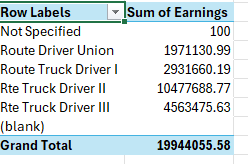 Row Labels Sum of Earnings
Not Specified 100
Route Driver Union 1971130.99
Route Truck Driver I 2931660.19
Rte Truck Driver II 10477688.77
Rte Truck Driver III 4563475.63
(blank)
Grand Total 19944055.58